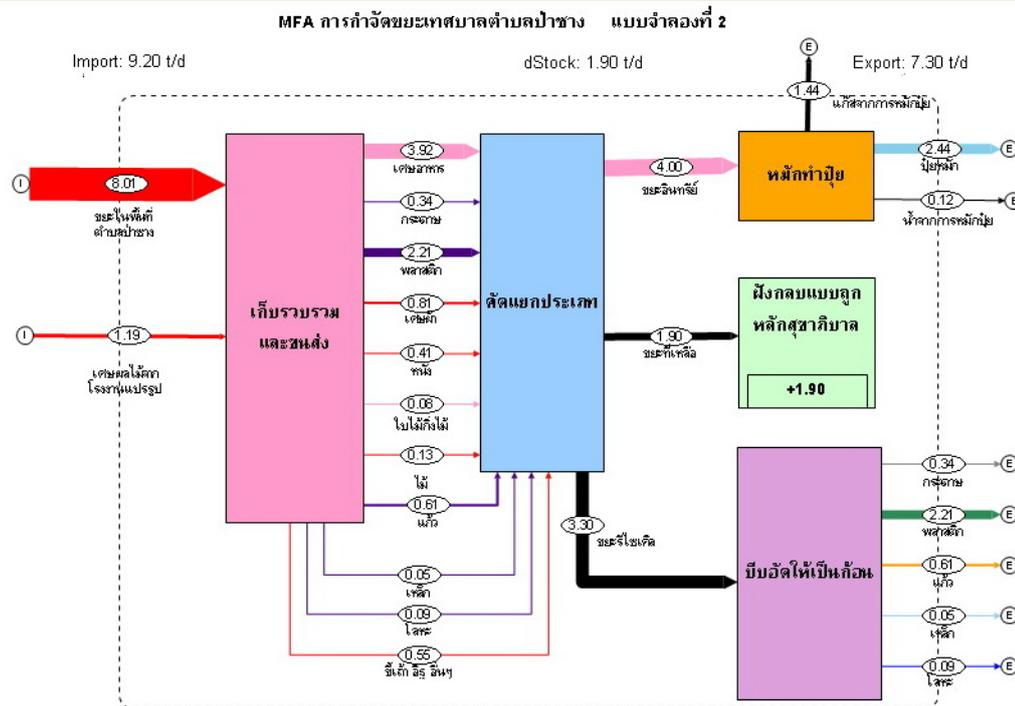 MFA การกำจัดขยะเทศบาลตำบลป่าซาง แบบจำลองที่ 2
Import: 9.20 t/d
dStock: 1.90 t/d
Export: 7.30 t/d
E
1.44
แก๊สจากการหมักปุ๋ย
I
8.01
ขยะในพื้นที่
ตำบลป่าซาง
I
1.19
เศษผลไม้จาก
โรงงานแปรรูป
เก็บรวบรวม
และขนส่ง
3.92
เศษอาหาร
0.34
กระดาษ
2.21
พลาสติก
0.81
เศษผ้า
0.41
หนัง
0.08
ใบไม้กิ่งไม้
0.13
ไม้
0.61
แก้ว
0.05
เหล็ก
0.09
โลหะ
0.55
ขี้เถ้า อิฐ อื่นๆ
คัดแยกประเภท
4.00
ขยะอินทรีย์
1.90
ขยะที่เหลือ
3.30
ขยะรีไซเคิล
หมักทำปุ๋ย
2.44
E
ปุ๋ยหมัก
0.12
E
น้ำจากการหมักปุ๋ย
ฝังกลบแบบถูก
หลักสุขาภิบาล
+1.90
บีบอัดให้เป็นก้อน
0.34
E
กระดาษ
2.21
E
พลาสติก
0.61
E
แก้ว
0.05
E
เหล็ก
0.09
E
โลหะ